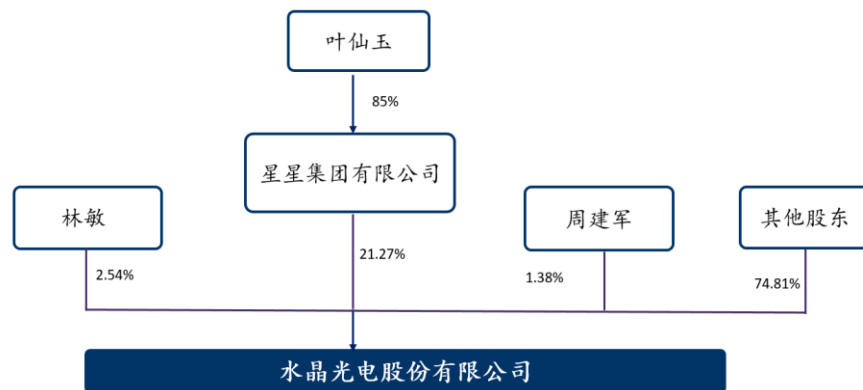 叶仙玉
85%
星星集团有限公司
林敏
周建军
其他股东
2.54%
21.27%
1.38%
74.81%
水晶光电股份有限公司